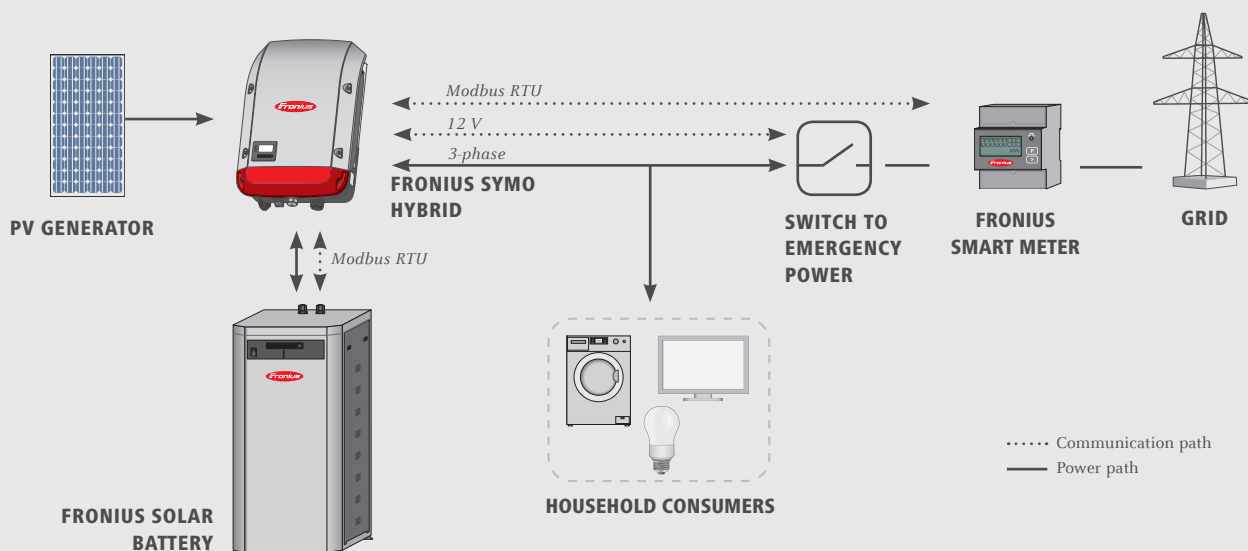 Modbus RTU
12 V
3-phase
Fronius
PV GENERATOR
FRONIUS SYMO
HYBRID
Modbus RTU
SWITCH TO
EMERGENCY
POWER
Fronius
FRONIUS
SMART METER
GRID
Fronius
FRONIUS SOLAR
BATTERY
HOUSEHOLD CONSUMERS
Communication path
Power path